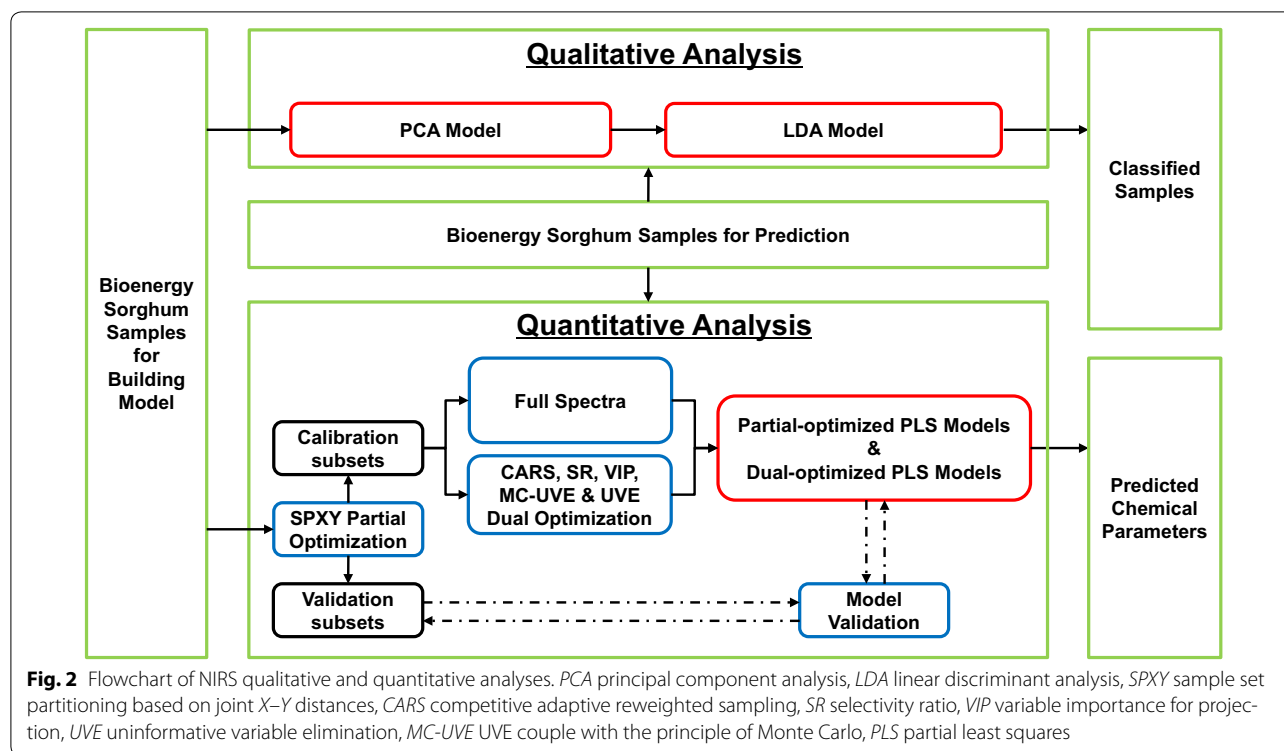 Qualitative Analysis
PCA Model
LDA Model
Classified
Samples
Bioenergy Sorghum Samples for Prediction
Bioenergy
Sorghum
Samples
for
Building
Model
Quantitative Analysis
Full Spectra
Calibration
subsets
CARS, SR, VIP,
MC-UVE & UVE
Dual Optimization
Partial-optimized PLS Models
&
Dual-optimized PLS Models
SPXY Partial
Optimization
Validation
subsets
Model
Validation
Predicted
Chemical
Parameters
Fig. 2 Flowchart of NIRS qualitative and quantitative analyses. PCA principal component analysis, LDA linear discriminant analysis, SPXY sample set
partitioning based on joint X–Y distances, CARS competitive adaptive reweighted sampling, SR selectivity ratio, VIP variable importance for projec-
tion, UVE uninformative variable elimination, MC-UVE UVE couple with the principle of Monte Carlo, PLS partial least squares